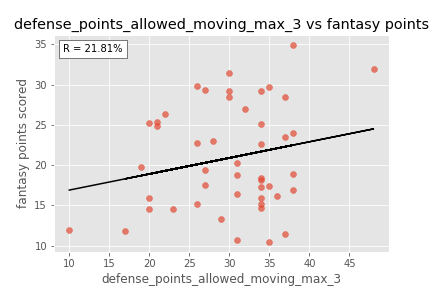 defense_points_allowed_moving_max_3 vs fantasy points
R = 21.81%
35
30
25
20
15
10
fantasy points scored
10 15 20 25 30 35 40 45
defense_points_allowed_moving_max_3